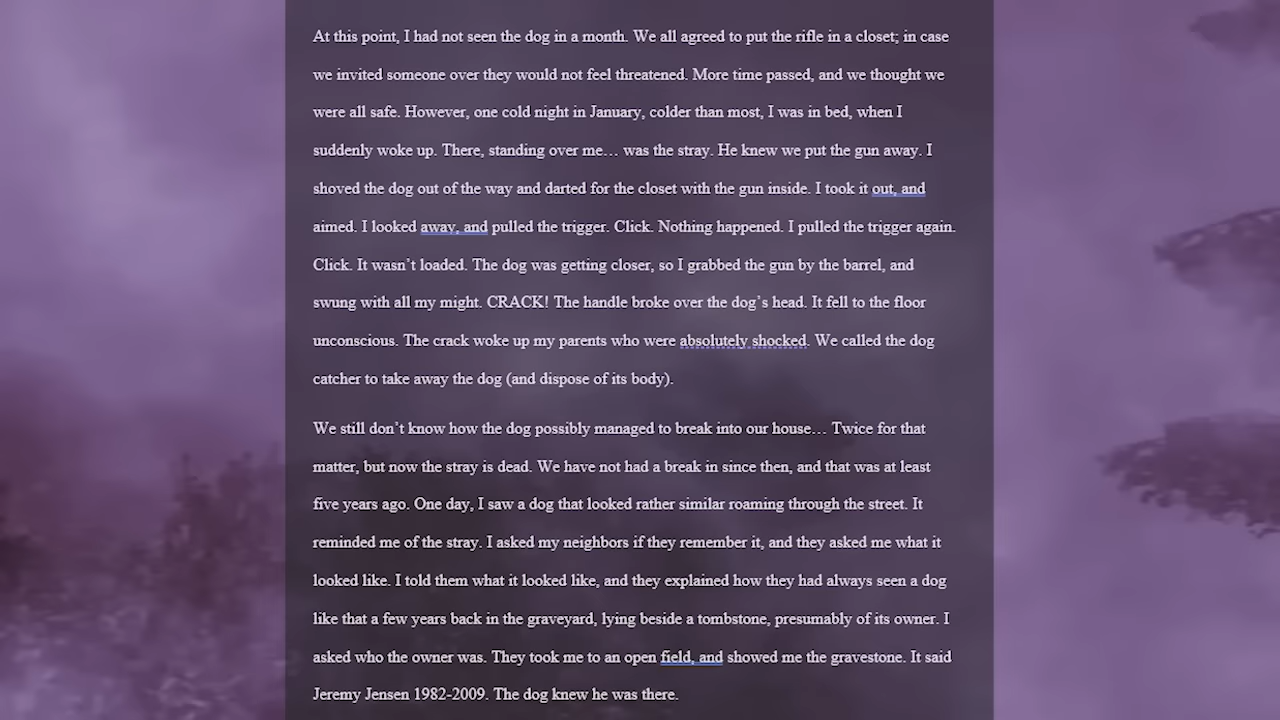 At this point, I had not seen the dog in a month. We all agreed to put the rifle in a closet; in case
we invited someone over they would not feel threatened. More time passed, and we thought we
were all safe. However, one cold night in January, colder than most, I was in bed, when I
suddenly woke up. There, standing over me… was the stray. He knew we put the gun away. I
shoved the dog out of the way and darted for the closet with the gun inside. I took it out, and
aimed. I looked away, and pulled the trigger. Click. Nothing happened. I pulled the trigger again.
Click. It wasn’t loaded. The dog was getting closer, so I grabbed the gun by the barrel, and
swung with all my might. CRACK! The handle broke over the dog’s head. It fell to the floor
unconscious. The crack woke up my parents who were absolutely shocked. We called the dog
catcher to take away the dog (and dispose of its body).
We still don’t know how the dog possibly managed to break into our house… Twice for that
matter, but now the stray is dead. We have not had a break in since then, and that was at least
five years ago. One day, I saw a dog that looked rather similar roaming through the street. It
reminded me of the stray. I asked my neighbors if they remember it, and they asked me what it
looked like. I told them what it looked like, and they explained how they had always seen a dog
like that a few years back in the graveyard, lying beside a tombstone, presumably of its owner. I
asked who the owner was. They took me to an open field, and showed me the gravestone. It said
Jeremy Jensen 1982-2009. The dog knew he was there.